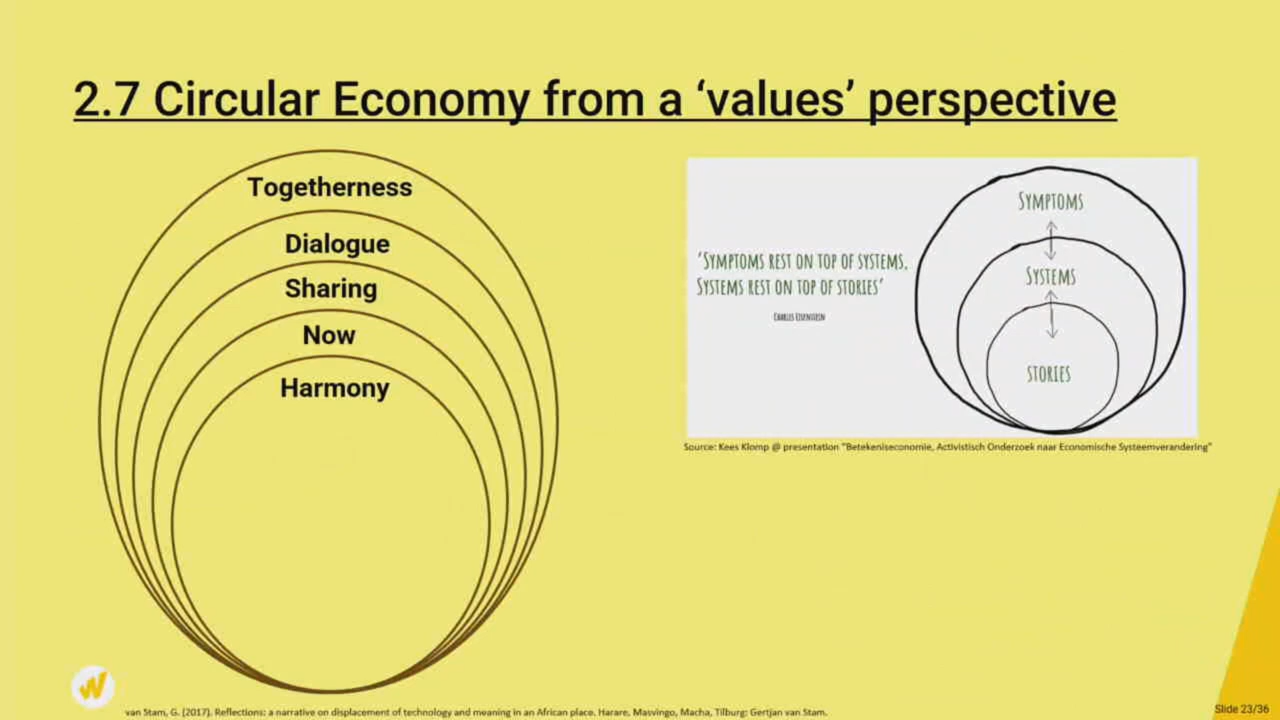 2.7 Circular Economy from a ‘values’ perspective
Togetherness
Dialogue
Sharing
Now
Harmony
‘Symptoms rest on top of systems,
Systems rest on top of stories’
Charles Eisenstein
Symptoms
Systems
Stories
Source: Kees Klomp @ presentation "Betekeniseconomie, Activistisch Onderzoek naar Economische Systeemverandering"
van Stam, G. (2017). Reflections: a narrative on displacement of technology and meaning in an African place. Harare, Masvingo, Macha, Tilburg: Gertjan van Stam.
Slide 23/36